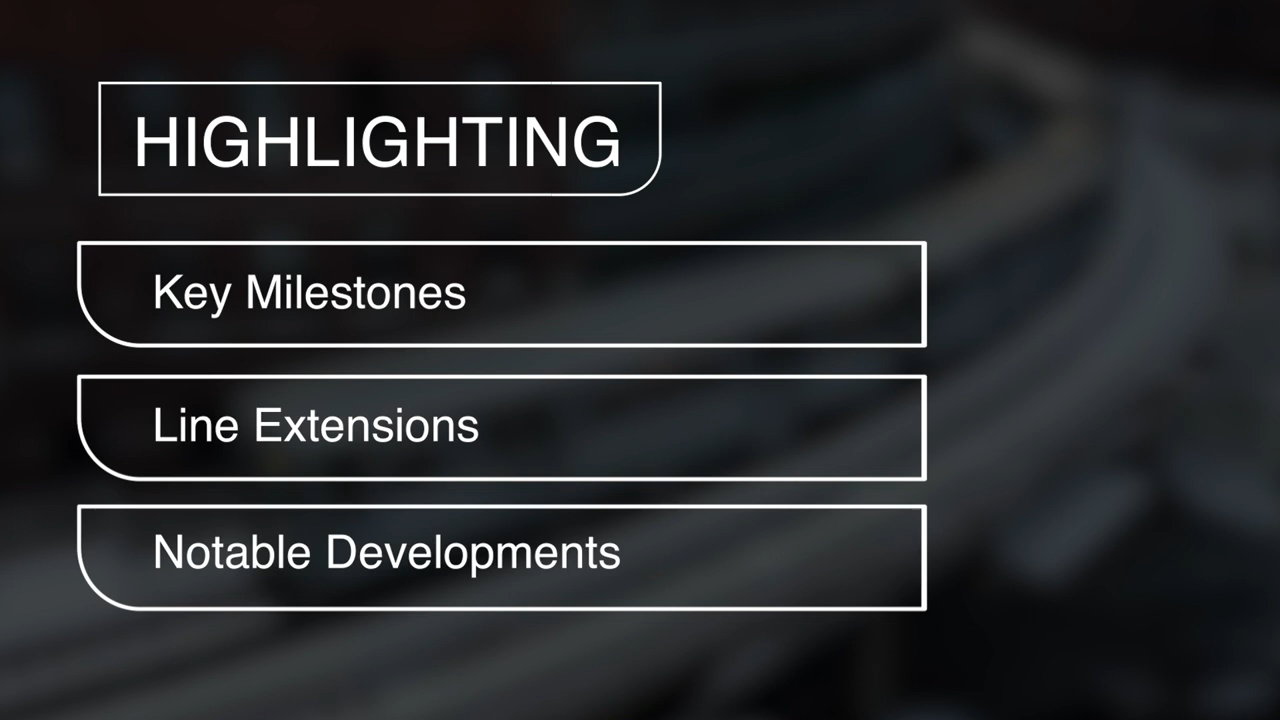 HIGHLIGHTING
Key Milestones
Line Extensions
Notable Developments